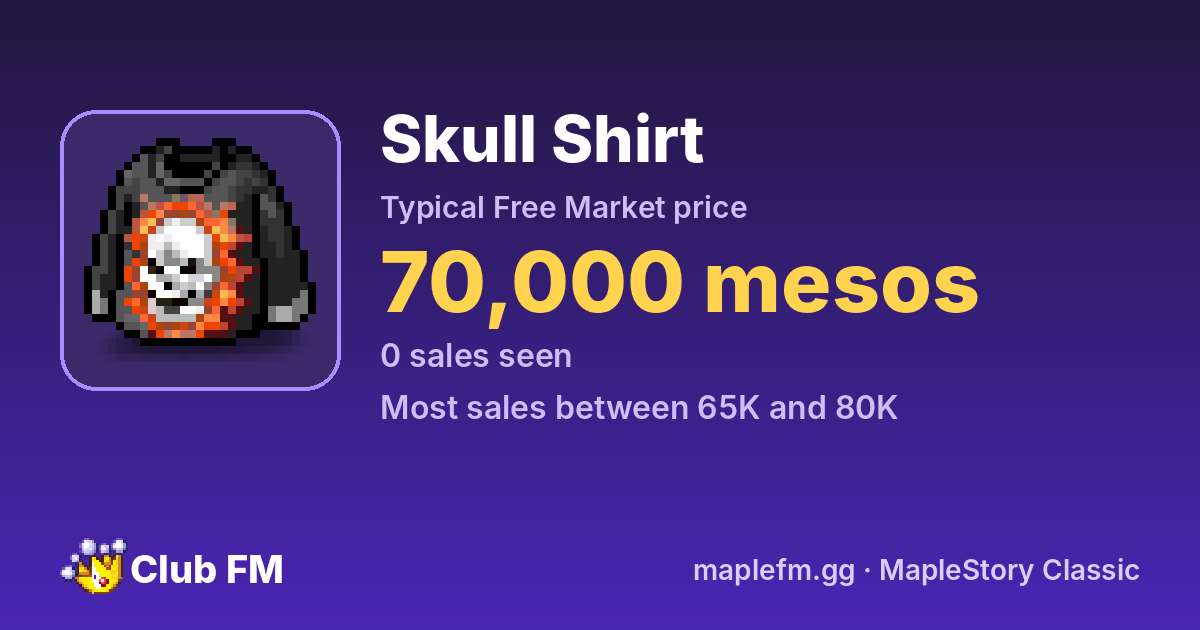 Skull Shirt
Typical Free Market price
70,000 mesos
0 sales seen
Most sales between 65K and 80K
Club FM
maplefm.gg · MapleStory Classic